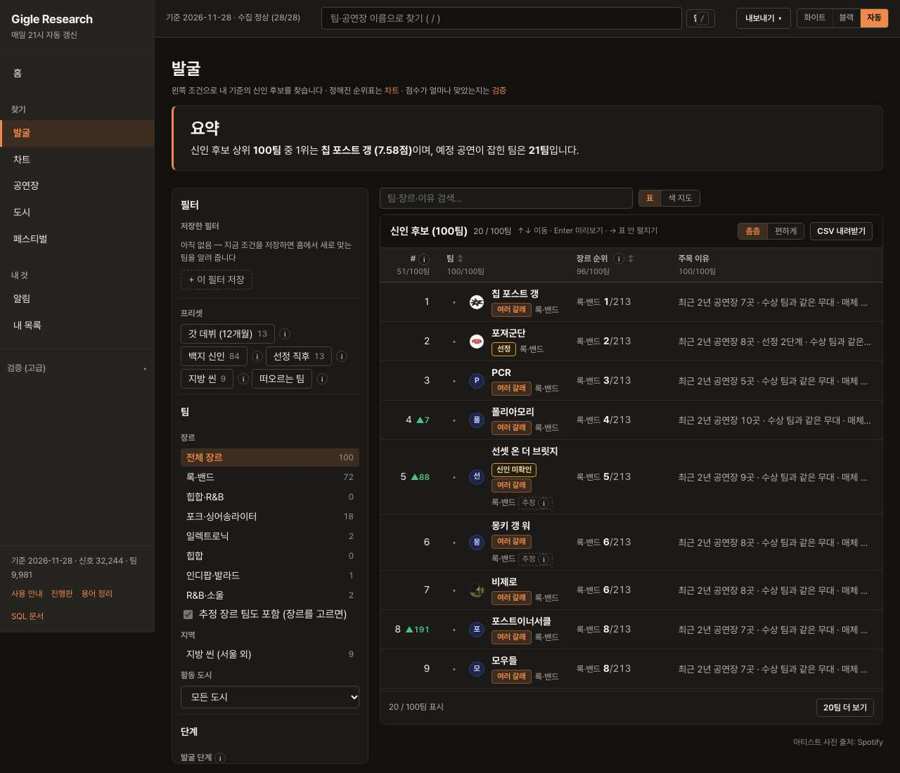 Gigle Research
매일 21시 자동 갱신
홈
찾기
발굴
차트
공연장
도시
페스티벌
내 것
알림
내 목록
검증 (고급)
기준 2026-11-28 · 신호 32,244 · 팀
9,981
사용 안내 진행판 용어 정리
SQL 문서
기준 2026-11-28 · 수집 정상 (28/28)
팀·공연장 이름으로 찾기 ( / )
/
내보내기
화이트 블랙 자동
발굴
왼쪽 조건으로 내 기준의 신인 후보를 찾습니다 · 정해진 순위표는 차트 · 점수가 얼마나 맞았는지는 검증
요약
신인 후보 상위 100팀 중 1위는 칩 포스트 갱 (7.58점)이며, 예정 공연이 잡힌 팀은 21팀입니다.
필터
저장한 필터
아직 없음 — 지금 조건을 저장하면 홈에서 새로 맞는
팀을 알려 줍니다
+ 이 필터 저장
프리셋
갓 데뷔 (12개월) 13 i
백지 신인 84 i 선정 직후 13 i
지방 씬 9 i 떠오르는 팀 i
팀
장르
전체 장르 100
록·밴드 72
힙합·R&B 0
포크·싱어송라이터 18
일렉트로닉 2
힙합 0
인디팝·발라드 1
R&B·소울 2
추정 장르 팀도 포함 (장르를 고르면)
지역
지방 씬 (서울 외) 9
활동 도시
모든 도시
단계
발굴 단계 i
팀·장르·이유 검색...
표 색 지도
신인 후보 (100팀) 20 / 100팀 ↑↓ 이동 · Enter 미리보기 · → 표 안 펼치기
촘촘 편하게 CSV 내려받기
# i 팀 장르 순위 i 주목 이유
51/100팀 100/100팀 96/100팀 100/100팀
1 칩 포스트 갱 록·밴드 1/213 최근 2년 공연장 7곳 · 수상 팀과 같은 무대 · 매체 ...
여러 갈래 록·밴드
2 포져군단 록·밴드 2/213 최근 2년 공연장 8곳 · 선정 2단계 · 수상 팀과 같은...
선정 록·밴드
3 P PCR 록·밴드 3/213 최근 2년 공연장 5곳 · 수상 팀과 같은 무대 · 매체 ...
여러 갈래 록·밴드
4 ▲7 폴 폴리아모리 록·밴드 4/213 최근 2년 공연장 10곳 · 수상 팀과 같은 무대 · 매체...
여러 갈래 록·밴드
5 ▲88 선 선셋 온 더 브릿지 록·밴드 5/213 최근 2년 공연장 9곳 · 수상 팀과 같은 무대 · 매체 ...
신인 미확인
여러 갈래
록·밴드 추정 i
6 몽 몽키 갱 워 록·밴드 6/213 최근 2년 공연장 8곳 · 수상 팀과 같은 무대 · 매체 ...
여러 갈래
록·밴드 추정 i
7 비제로 록·밴드 6/213 최근 2년 공연장 8곳 · 수상 팀과 같은 무대 · 매체 ...
여러 갈래 록·밴드
8 ▲191 포 포스트이너서클 록·밴드 8/213 최근 2년 공연장 7곳 · 수상 팀과 같은 무대 · 매체 ...
여러 갈래 록·밴드
9 모 모우들 록·밴드 8/213 최근 2년 공연장 7곳 · 수상 팀과 같은 무대 · 매체 ...
여러 갈래 록·밴드
20 / 100팀 표시
20팀 더 보기
아티스트 사진 출처: Spotify